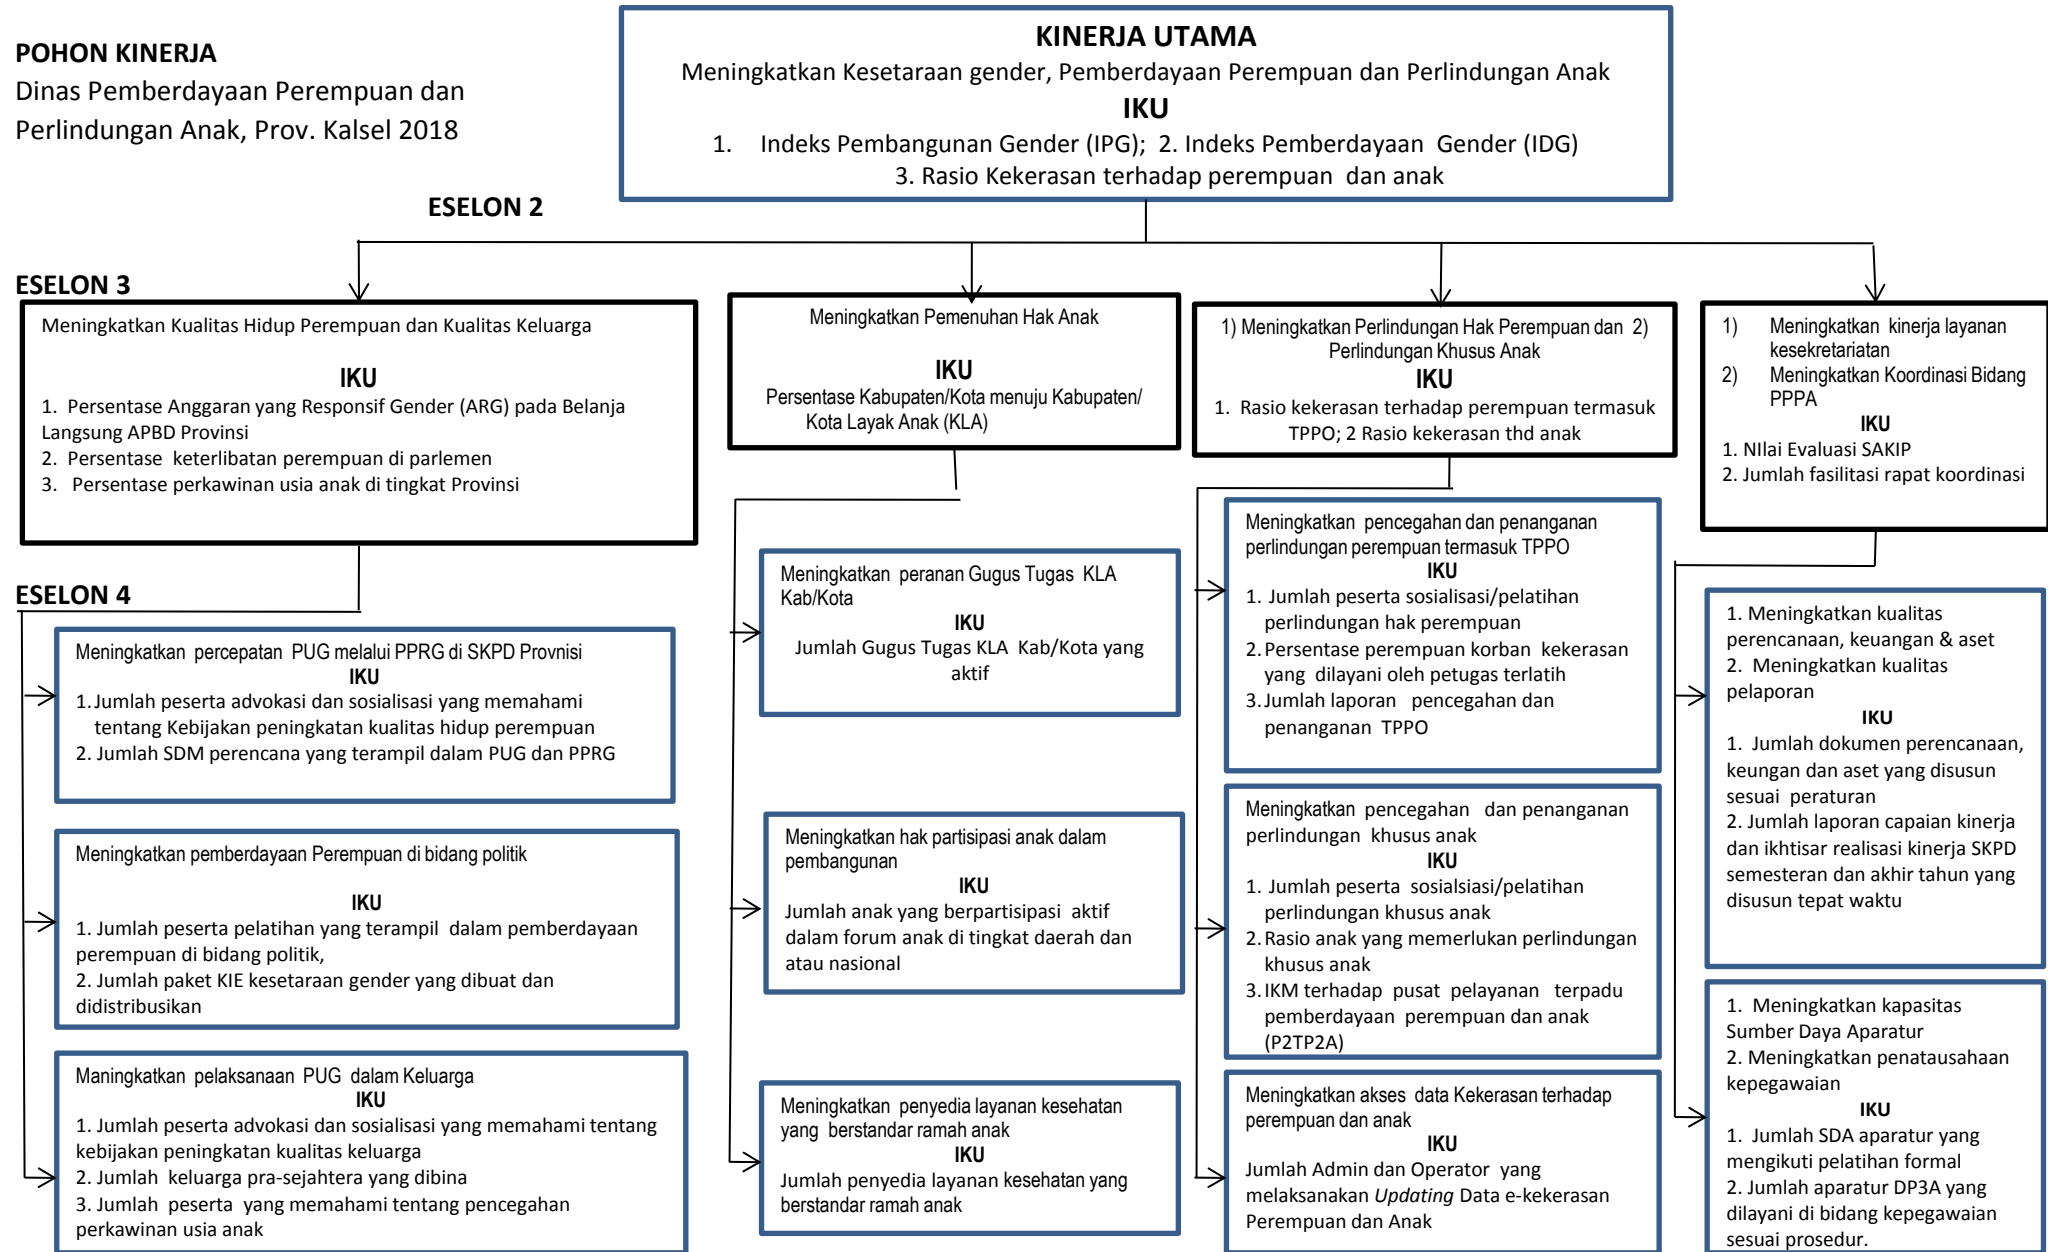 POHON KINERJA
Dinas Pemberdayaan Perempuan dan
Perlindungan Anak, Prov. Kalsel 2018
KINERJA UTAMA
Meningkatkan Kesetaraan gender, Pemberdayaan Perempuan dan Perlindungan Anak
IKU
1. Indeks Pembangunan Gender (IPG); 2. Indeks Pemberdayaan Gender (IDG)
3. Rasio Kekerasan terhadap perempuan dan anak
ESELON 2
ESELON 3
Meningkatkan Kualitas Hidup Perempuan dan Kualitas Keluarga
IKU
1. Persentase Anggaran yang Responsif Gender (ARG) pada Belanja
Langsung APBD Provinsi
2. Persentase keterlibatan perempuan di parlemen
3. Persentase perkawinan usia anak di tingkat Provinsi
Meningkatkan Pemenuhan Hak Anak
IKU
Persentase Kabupaten/Kota menuju Kabupaten/
Kota Layak Anak (KLA)
1) Meningkatkan Perlindungan Hak Perempuan dan 2)
Perlindungan Khusus Anak
IKU
1. Rasio kekerasan terhadap perempuan termasuk
TPPO; 2 Rasio kekerasan thd anak
1) Meningkatkan kinerja layanan
kesekretariatan
2) Meningkatkan Koordinasi Bidang
PPPA
IKU
1. NIlai Evaluasi SAKIP
2. Jumlah fasilitasi rapat koordinasi
ESELON 4
Meningkatkan percepatan PUG melalui PPRG di SKPD Provnisi
IKU
1. Jumlah peserta advokasi dan sosialisasi yang memahami
tentang Kebijakan peningkatan kualitas hidup perempuan
2. Jumlah SDM perencana yang terampil dalam PUG dan PPRG
Meningkatkan pemberdayaan Perempuan di bidang politik
IKU
1. Jumlah peserta pelatihan yang terampil dalam pemberdayaan
perempuan di bidang politik,
2. Jumlah paket KIE kesetaraan gender yang dibuat dan
didistribusikan
Maningkatkan pelaksanaan PUG dalam Keluarga
IKU
1. Jumlah peserta advokasi dan sosialisasi yang memahami tentang
kebijakan peningkatan kualitas keluarga
2. Jumlah keluarga pra-sejahtera yang dibina
3. Jumlah peserta yang memahami tentang pencegahan
perkawinan usia anak
Meningkatkan peranan Gugus Tugas KLA
Kab/Kota
IKU
Jumlah Gugus Tugas KLA Kab/Kota yang
aktif
Meningkatkan hak partisipasi anak dalam
pembangunan
IKU
Jumlah anak yang berpartisipasi aktif
dalam forum anak di tingkat daerah dan
atau nasional
Meningkatkan penyedia layanan kesehatan
yang berstandar ramah anak
IKU
Jumlah penyedia layanan kesehatan yang
berstandar ramah anak
Meningkatkan pencegahan dan penanganan
perlindungan perempuan termasuk TPPO
IKU
1. Jumlah peserta sosialisasi/pelatihan
perlindungan hak perempuan
2. Persentase perempuan korban kekerasan
yang dilayani oleh petugas terlatih
3. Jumlah laporan pencegahan dan
penanganan TPPO
Meningkatkan pencegahan dan penanganan
perlindungan khusus anak
IKU
1. Jumlah peserta sosialsiasi/pelatihan
perlindungan khusus anak
2. Rasio anak yang memerlukan perlindungan
khusus anak
3. IKM terhadap pusat pelayanan terpadu
pemberdayaan perempuan dan anak
(P2TP2A)
Meningkatkan akses data Kekerasan terhadap
perempuan dan anak
IKU
Jumlah Admin dan Operator yang
melaksanakan Updating Data e-kekerasan
Perempuan dan Anak
1. Meningkatkan kualitas
perencanaan, keuangan & aset
2. Meningkatkan kualitas
pelaporan
IKU
1. Jumlah dokumen perencanaan,
keungan dan aset yang disusun
sesuai peraturan
2. Jumlah laporan capaian kinerja
dan ikhtisar realisasi kinerja SKPD
semesteran dan akhir tahun yang
disusun tepat waktu
1. Meningkatkan kapasitas
Sumber Daya Aparatur
2. Meningkatkan penatausahaan
kepegawaian
IKU
1. Jumlah SDA aparatur yang
mengikuti pelatihan formal
2. Jumlah aparatur DP3A yang
dilayani di bidang kepegawaian
sesuai prosedur.